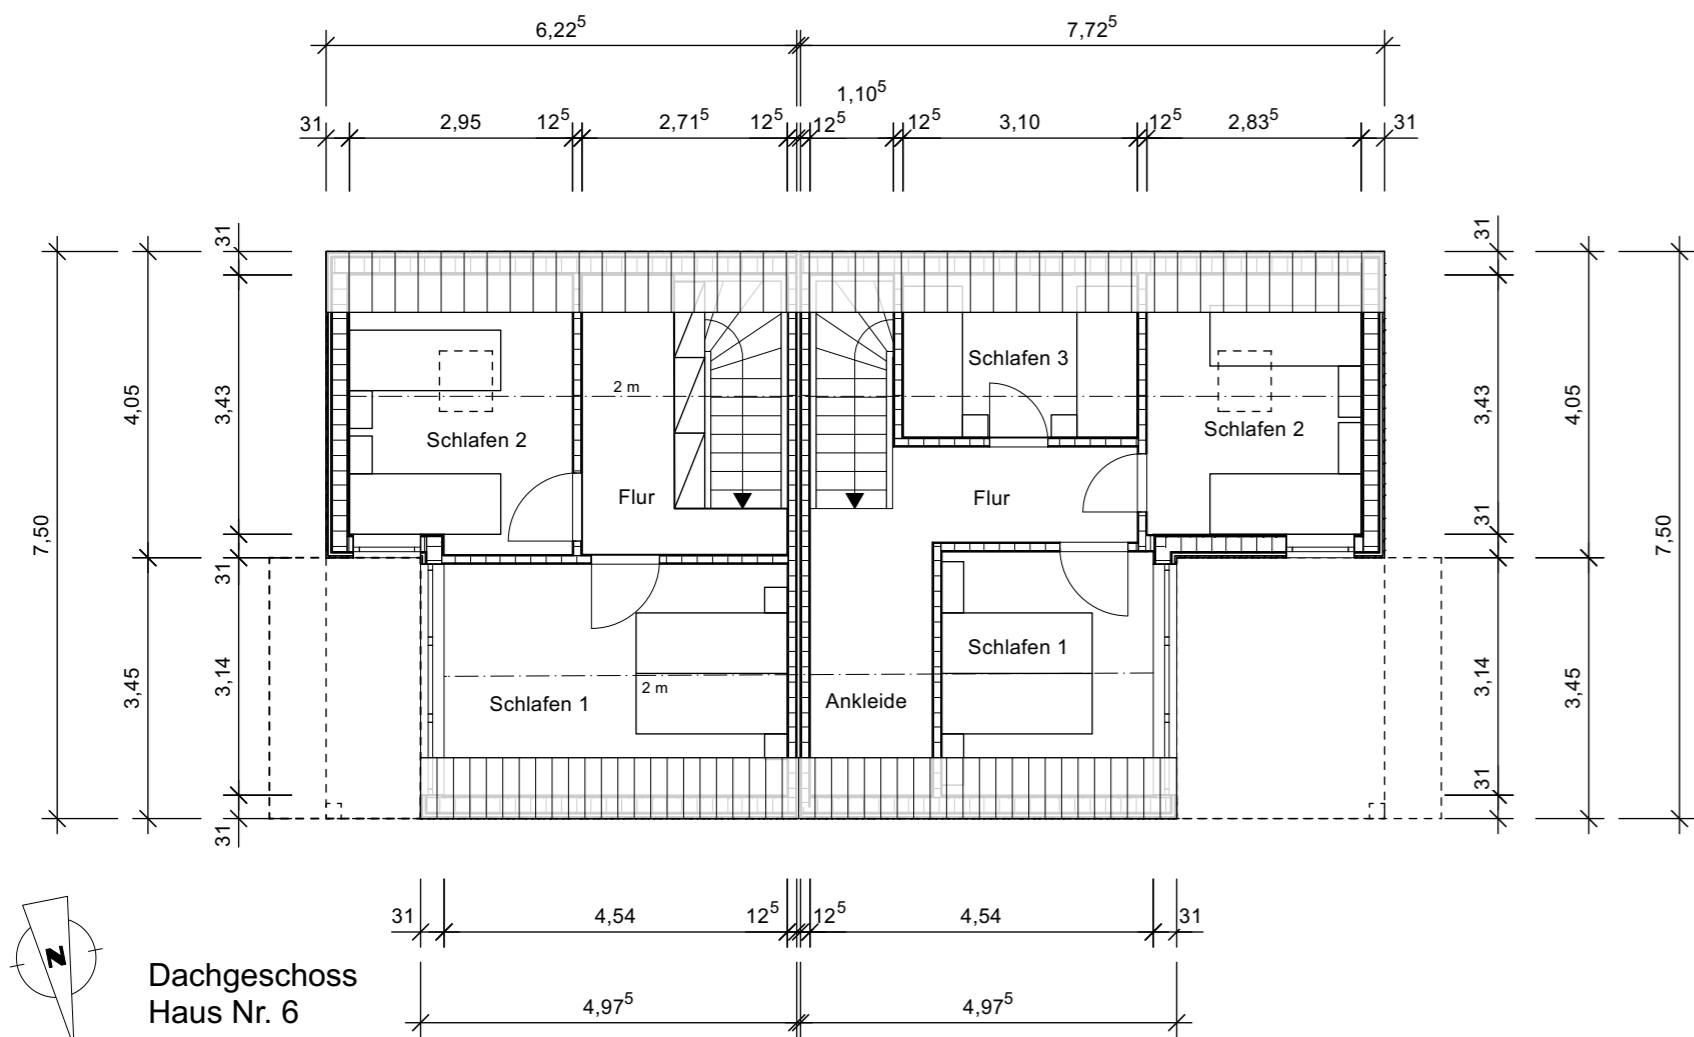 6,22⁵ 7,72⁵
1,10⁵
31 2,95 12⁵ 2,71⁵ 12⁵ 12⁵ 12⁵ 3,10 12⁵ 2,83⁵ 31
31 31
7,50 4,05 3,43 3,43 4,05 7,50
2 m
Schlafen 3
Schlafen 2 Schlafen 2
Flur Flur
31 31
3,45 3,14 3,14 3,45
Schlafen 1
2 m
Schlafen 1 Ankleide
31 31
31 4,54 12⁵ 12⁵ 4,54 31
N
Dachgeschoss
Haus Nr. 6
4,97⁵ 4,97⁵